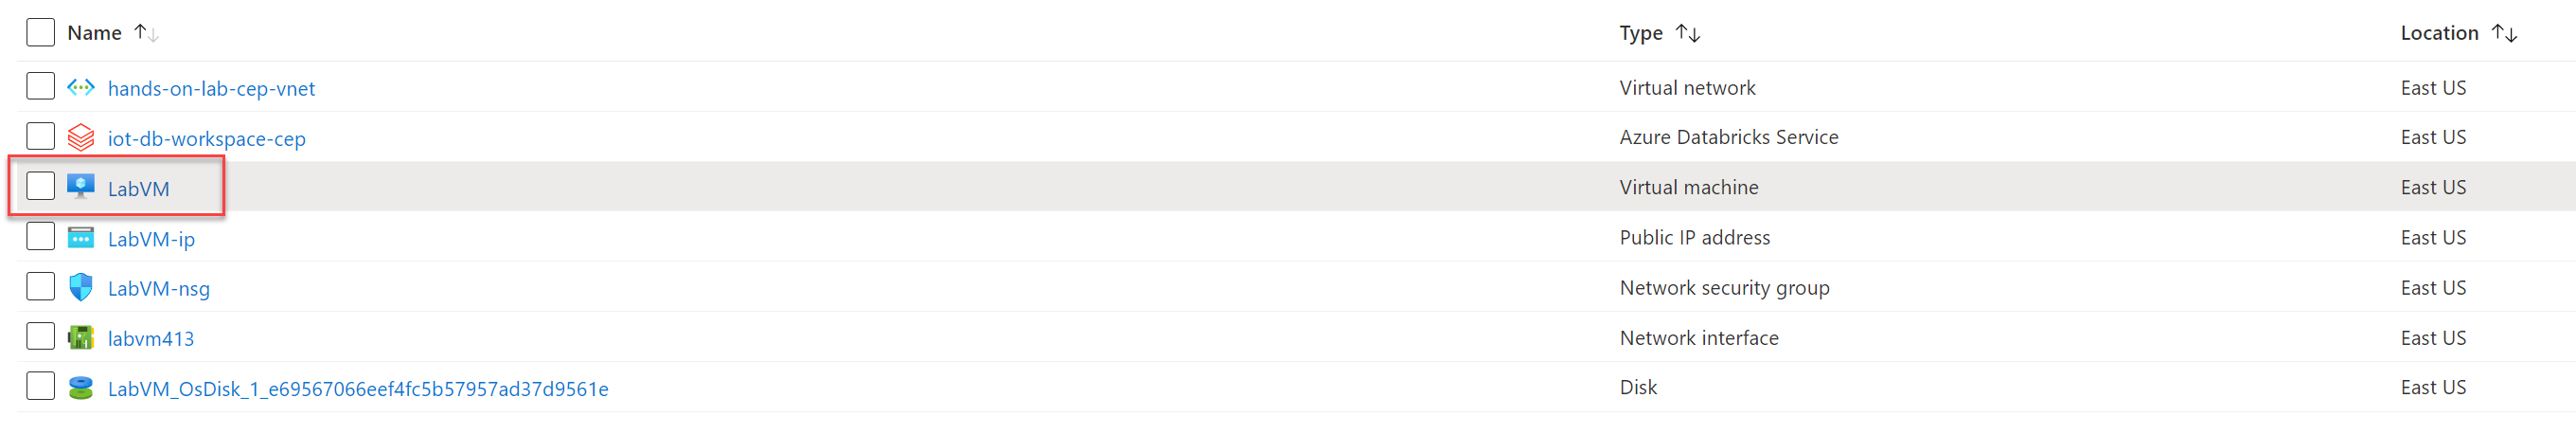 Name Type Location
hands-on-lab-cep-vnet Virtual network East US
iot-db-workspace-cep Azure Databricks Service East US
LabVM Virtual machine East US
LabVM-ip Public IP address East US
LabVM-nsg Network security group East US
labvm413 Network interface East US
LabVM_OsDisk_1_e69567066eef4fc5b57957ad37d9561e Disk East US